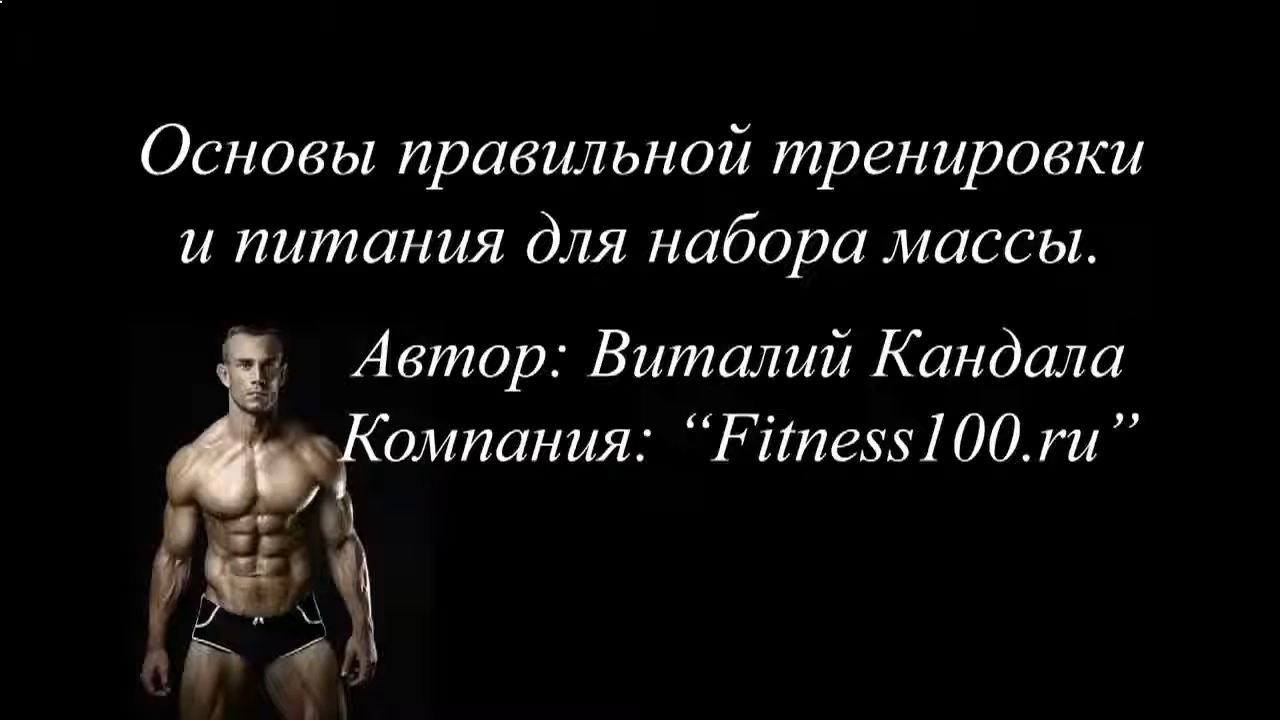 Основы правильной тренировки
и питания для набора массы.
Автор: Виталий Кандала
Компания: “Fitness100.ru”